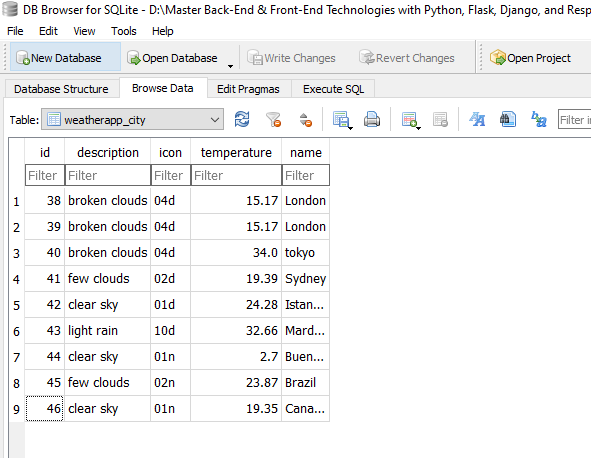 DB Browser for SQLite - D:\Master Back-End & Front-End Technologies with Python, Flask, Django, and Resp
File Edit View Tools Help
New Database Open Database Write Changes Revert Changes Open Project
Database Structure Browse Data Edit Pragmas Execute SQL
Table: weatherapp_city Filter in
id description icon temperature name
Filter Filter Filter Filter Filter
1 38 broken clouds 04d 15.17 London
2 39 broken clouds 04d 15.17 London
3 40 broken clouds 04d 34.0 tokyo
4 41 few clouds 02d 19.39 Sydney
5 42 clear sky 01d 24.28 Istan...
6 43 light rain 10d 32.66 Mard...
7 44 clear sky 01n 2.7 Buen...
8 45 few clouds 02n 23.87 Brazil
9 46 clear sky 01n 19.35 Cana...